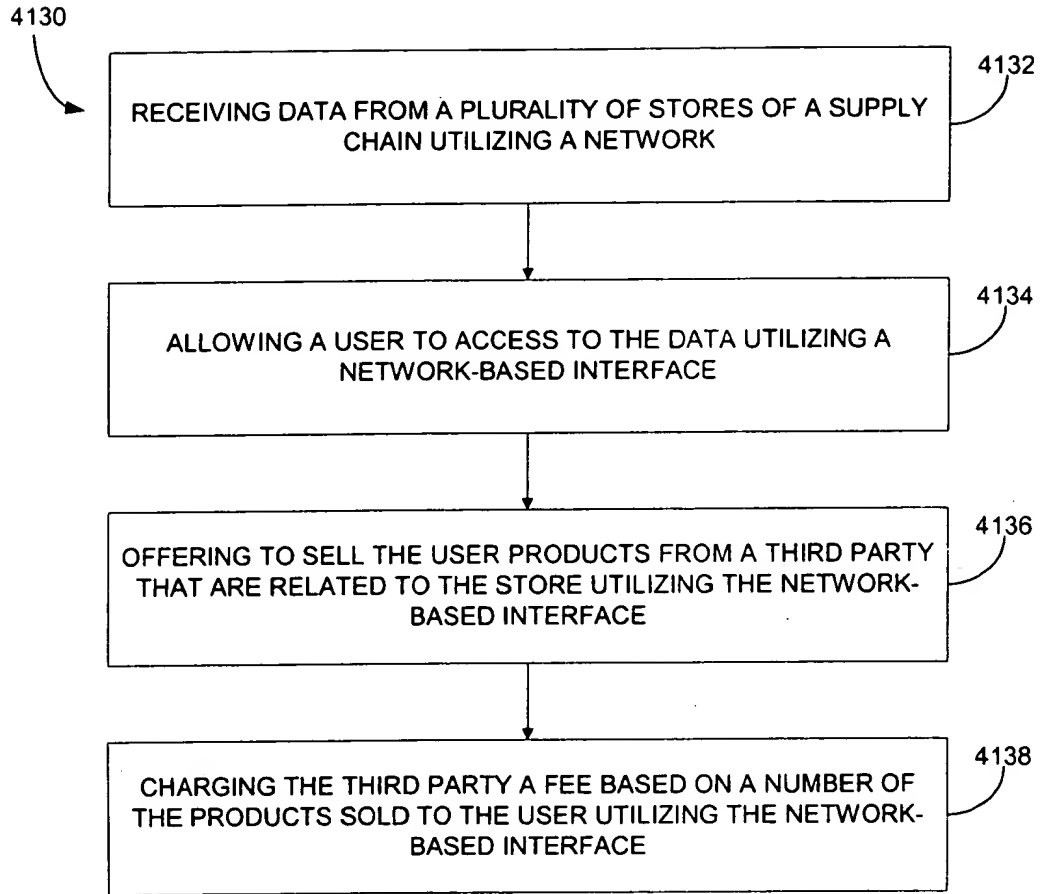 4130
4132
RECEIVING DATA FROM A PLURALITY OF STORES OF A SUPPLY
CHAIN UTILIZING A NETWORK
4134
ALLOWING A USER TO ACCESS TO THE DATA UTILIZING A
NETWORK-BASED INTERFACE
4136
OFFERING TO SELL THE USER PRODUCTS FROM A THIRD PARTY
THAT ARE RELATED TO THE STORE UTILIZING THE NETWORK-
BASED INTERFACE
4138
CHARGING THE THIRD PARTY A FEE BASED ON A NUMBER OF
THE PRODUCTS SOLD TO THE USER UTILIZING THE NETWORK-
BASED INTERFACE